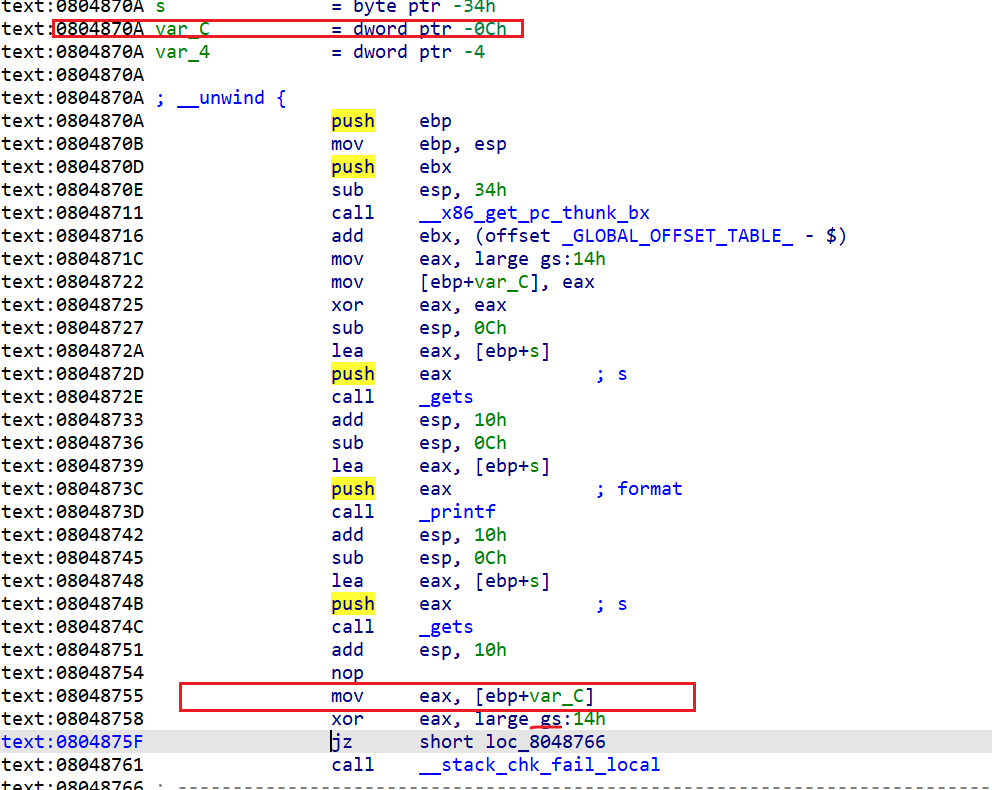 text:0804870A s = byte ptr -34h
text:0804870A var_C = dword ptr -0Ch
text:0804870A var_4 = dword ptr -4
text:0804870A
text:0804870A ; __unwind {
text:0804870A push ebp
text:0804870B mov ebp, esp
text:0804870D push ebx
text:0804870E sub esp, 34h
text:08048711 call __x86_get_pc_thunk_bx
text:08048716 add ebx, (offset _GLOBAL_OFFSET_TABLE_ - $)
text:0804871C mov eax, large gs:14h
text:08048722 mov [ebp+var_C], eax
text:08048725 xor eax, eax
text:08048727 sub esp, 0Ch
text:0804872A lea eax, [ebp+s]
text:0804872D push eax ; s
text:0804872E call _gets
text:08048733 add esp, 10h
text:08048736 sub esp, 0Ch
text:08048739 lea eax, [ebp+s]
text:0804873C push eax ; format
text:0804873D call _printf
text:08048742 add esp, 10h
text:08048745 sub esp, 0Ch
text:08048748 lea eax, [ebp+s]
text:0804874B push eax ; s
text:0804874C call _gets
text:08048751 add esp, 10h
text:08048754 nop
text:08048755 mov eax, [ebp+var_C]
text:08048758 xor eax, large gs:14h
text:0804875F jz short loc_8048766
text:08048761 call __stack_chk_fail_local
text:08048766 ; ---------------------------------------------------------------------------